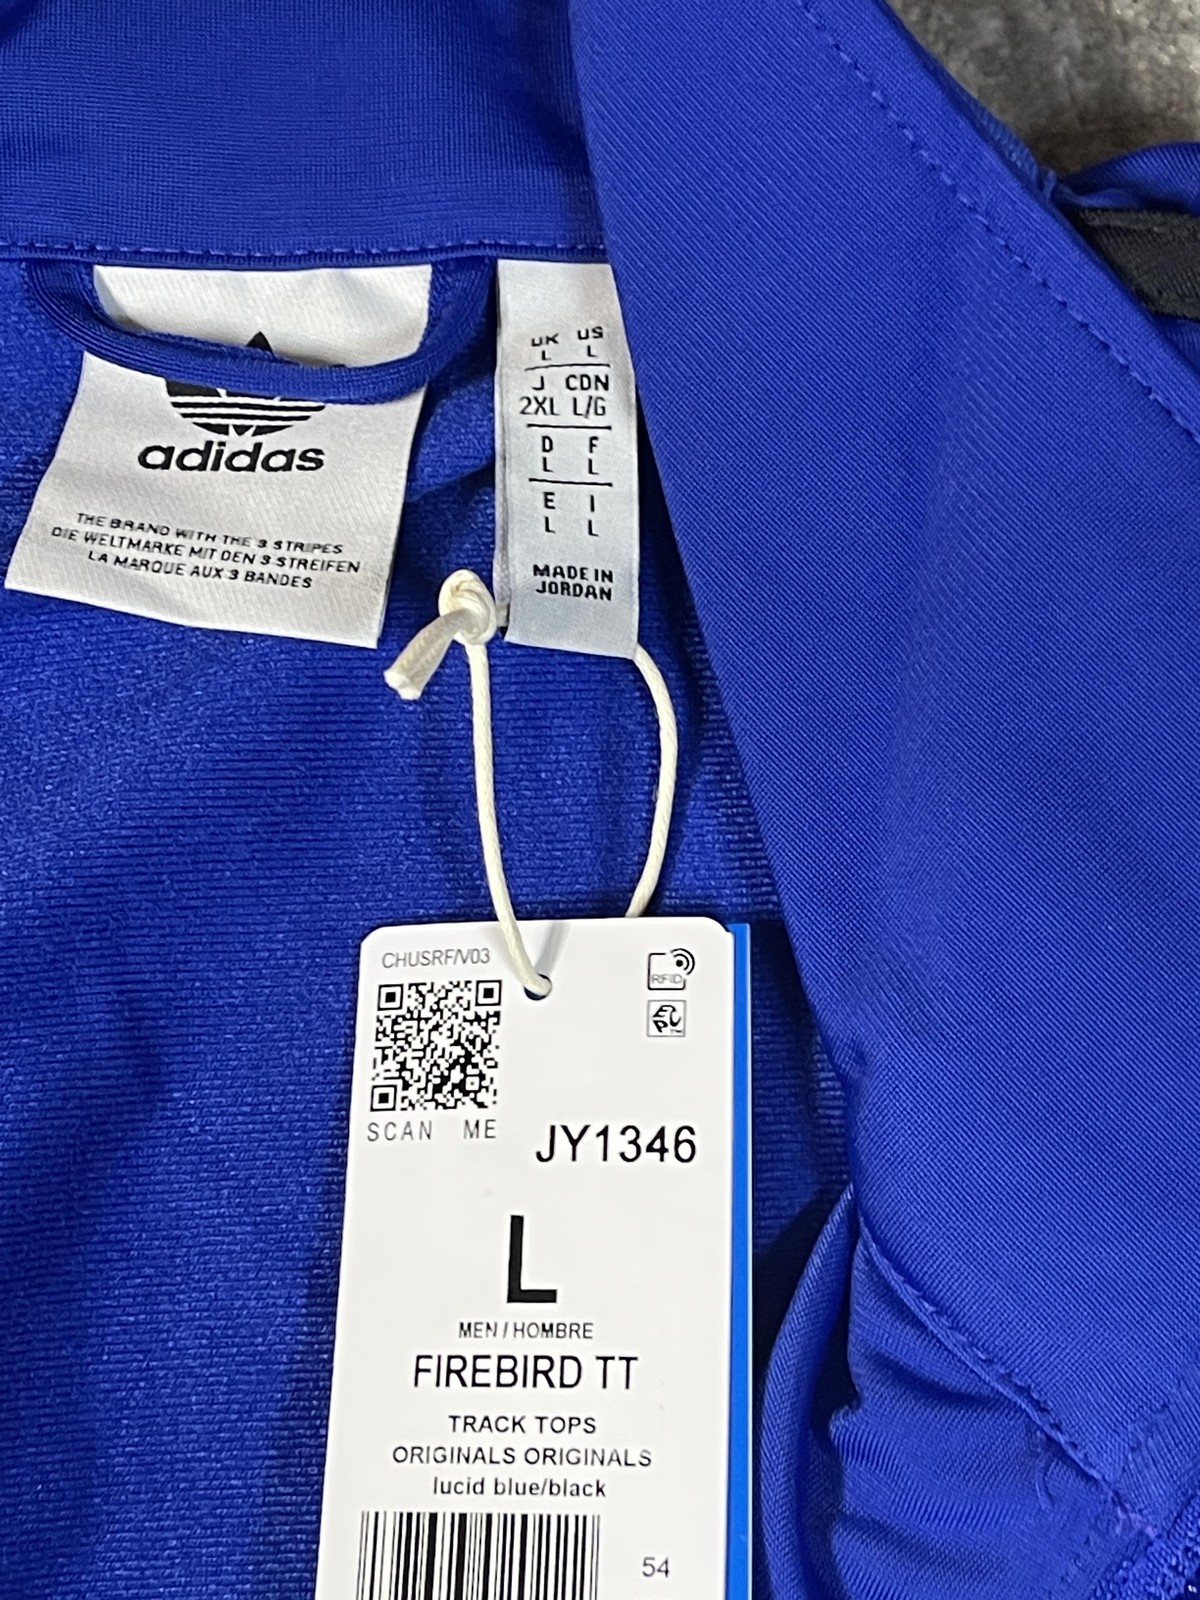 adidas
THE BRAND WITH THE 3 STRIPES
DIE WELTMARKE MIT DEN 3 STREIFEN
LA MARQUE AUX 3 BANDES
UK US
L L
J CDN
2XL L/G
D F
L L
E I
L L
MADE IN
JORDAN
CHUSRF/V03
RFID
SCAN ME
JY1346
L
MEN / HOMBRE
FIREBIRD TT
TRACK TOPS
ORIGINALS ORIGINALS
lucid blue/black
54